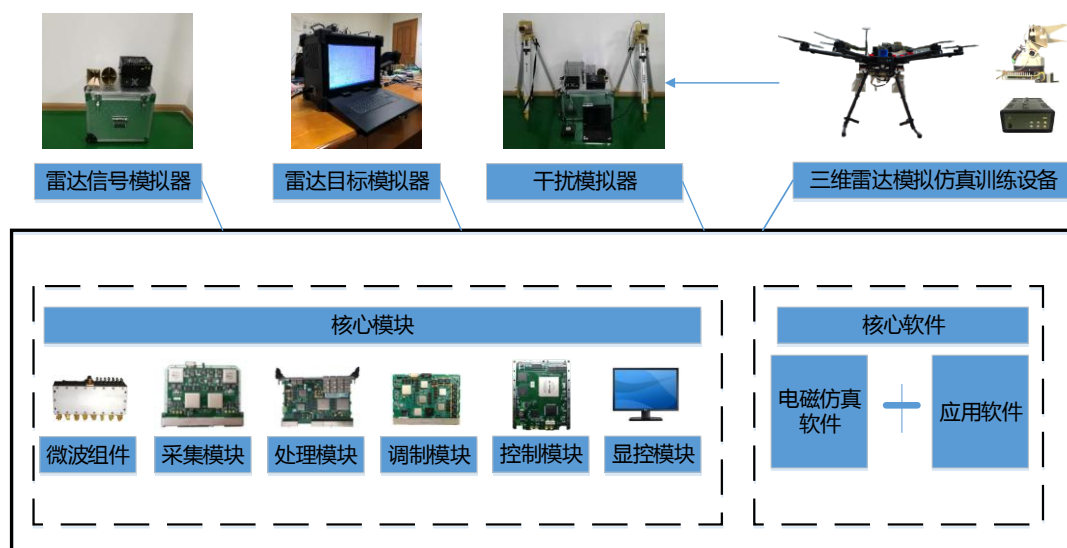 雷达信号模拟器
雷达目标模拟器
干扰模拟器
三维雷达模拟仿真训练设备
核心模块
核心软件
微波组件
采集模块
处理模块
调制模块
控制模块
显控模块
电磁仿真
软件
应用软件